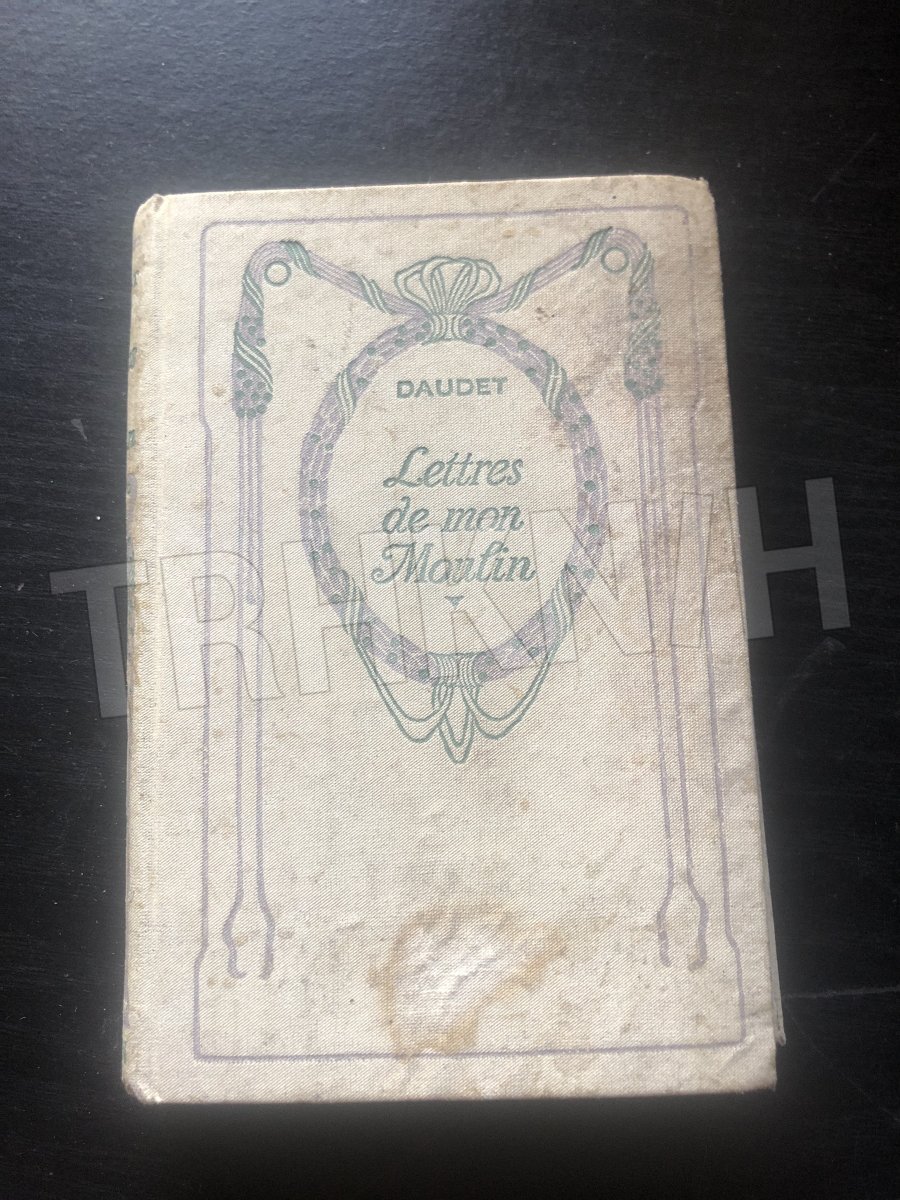 DAUDET
Lettres
de mon
Moulin